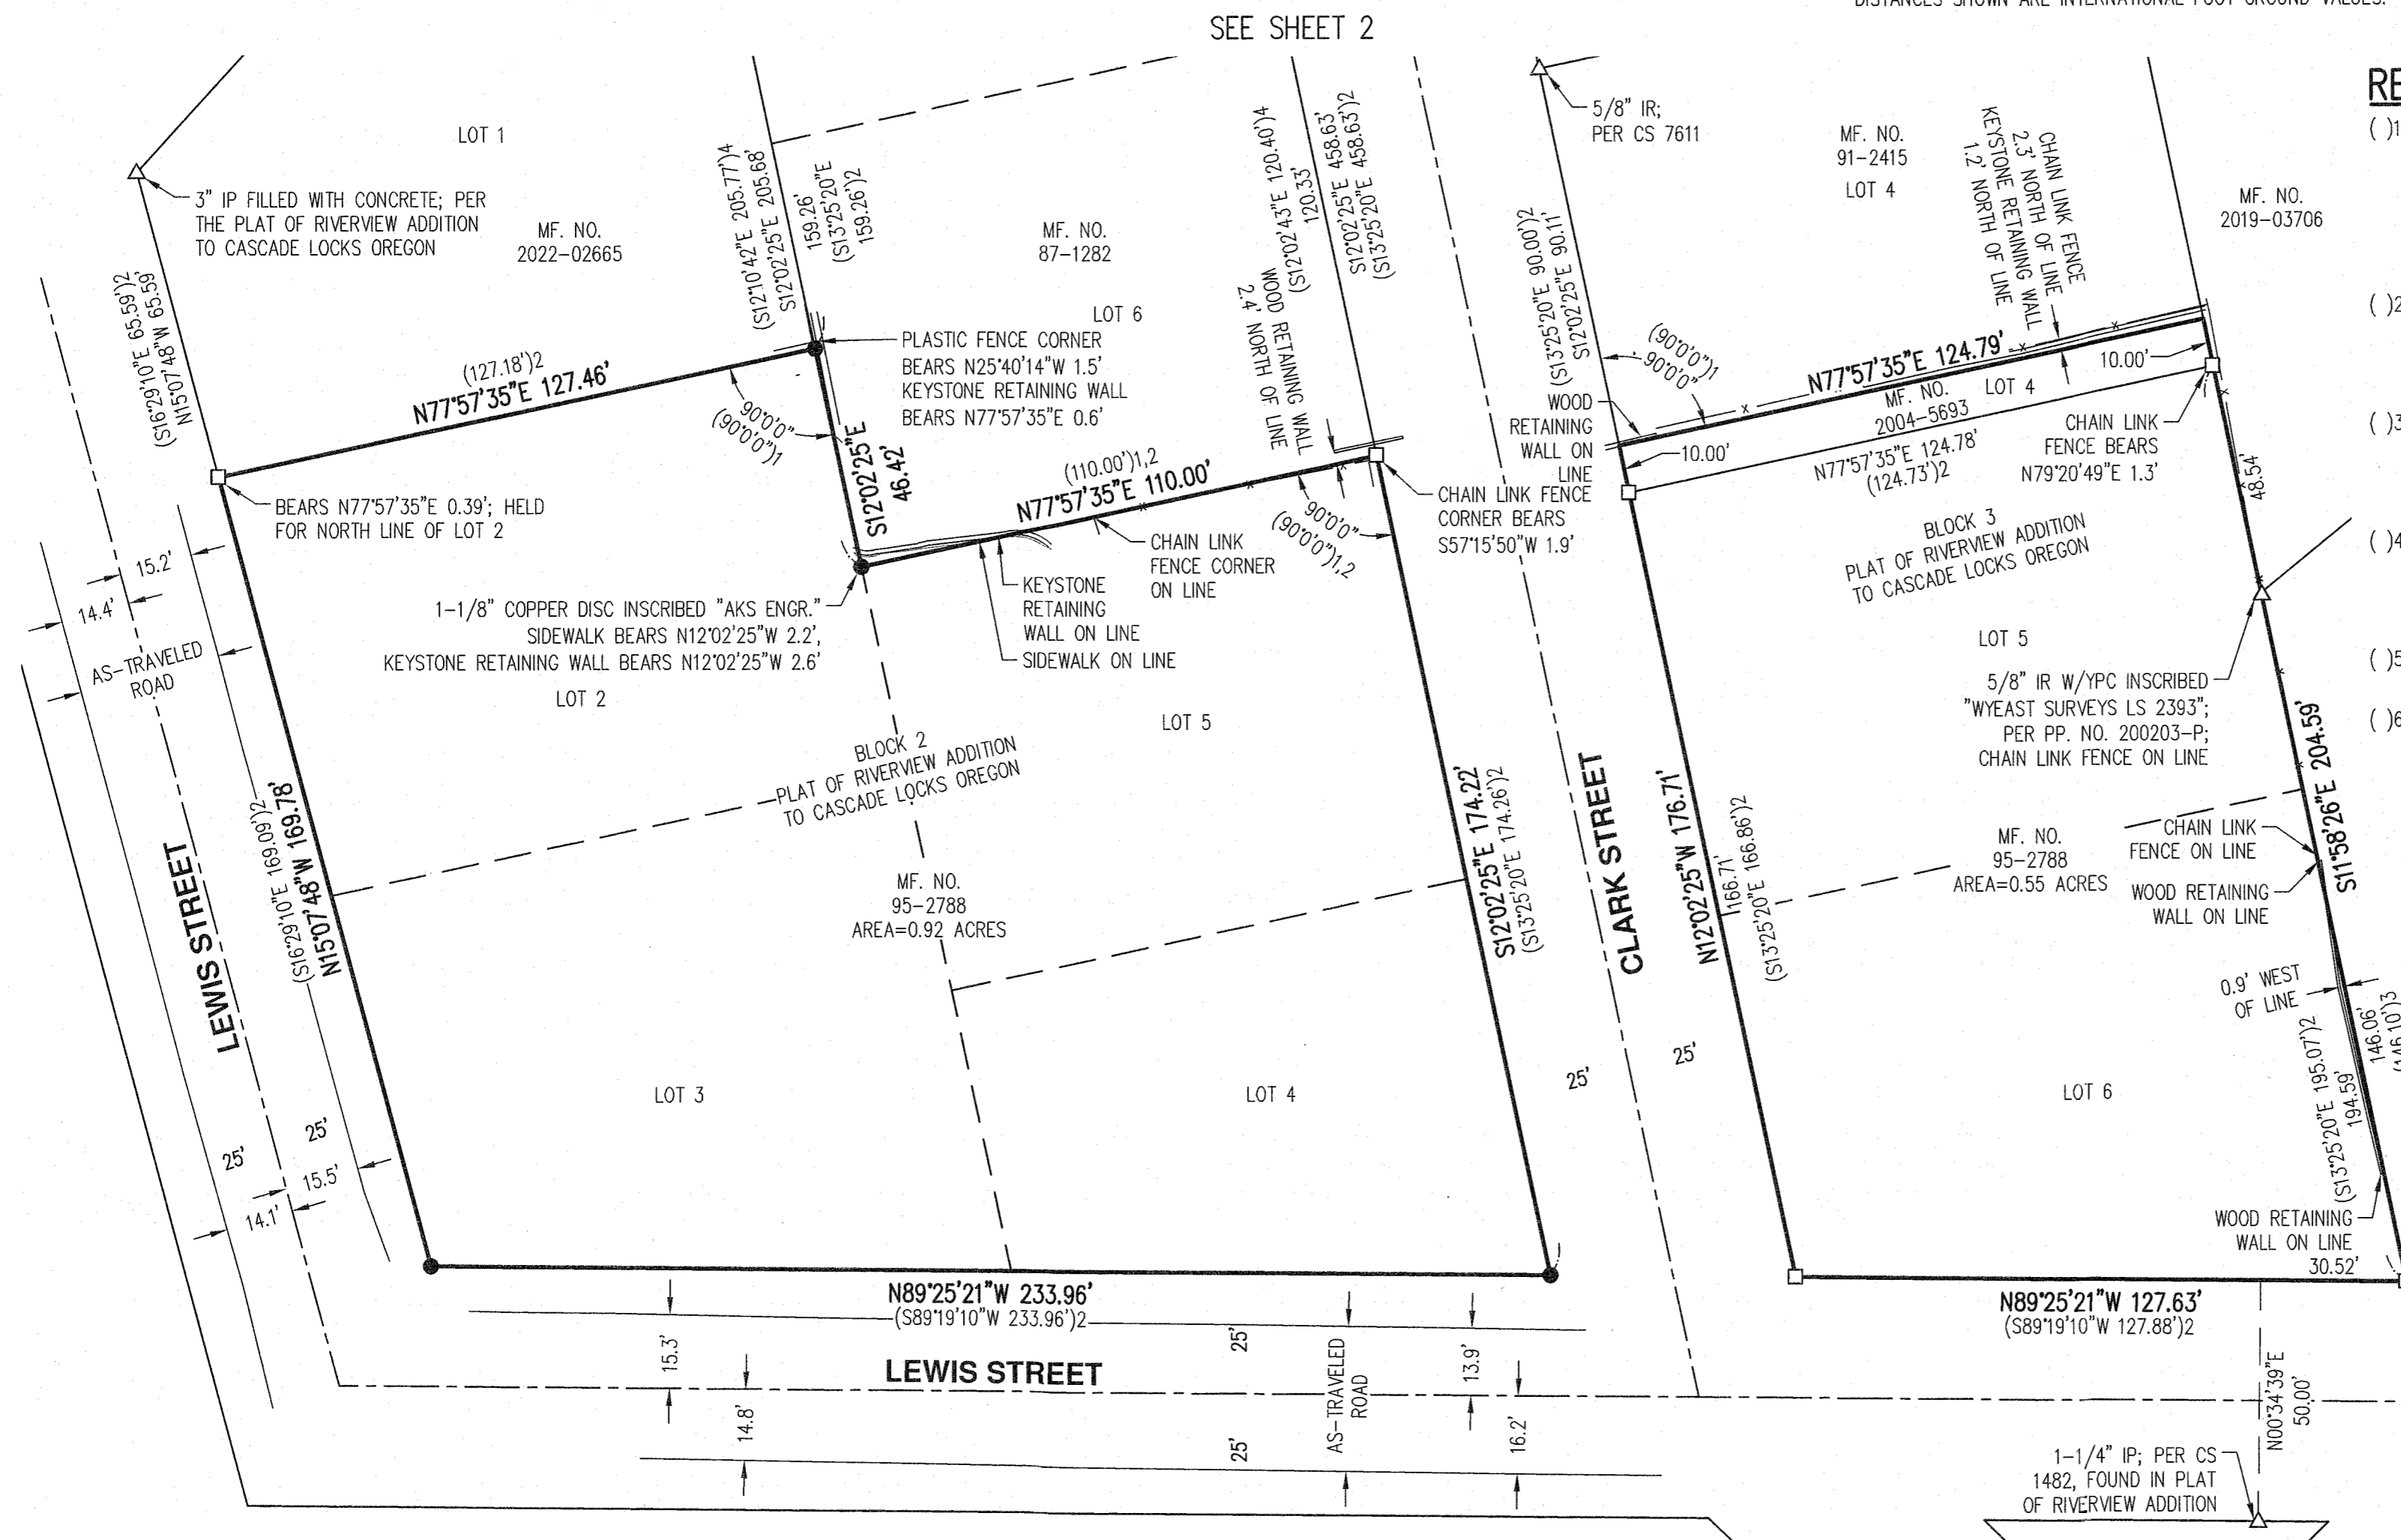 DISTANCES SHOWN ARE INTERNATIONAL FOOT GROUND VALUES.
SEE SHEET 2
LOT 1
3" IP FILLED WITH CONCRETE; PER
THE PLAT OF RIVERVIEW ADDITION
TO CASCADE LOCKS OREGON
MF. NO.
2022-02665
(S16°29'10"E 65.59')2
N15°07'48"W 65.59'
(127.18')2
N77°57'35"E 127.46'
BEARS N77°57'35"E 0.39'; HELD
FOR NORTH LINE OF LOT 2
(S12°10'42"E 205.77')4
S12°02'25"E 205.68'
159.26'
(S13°25'20"E
159.26')2
MF. NO.
87-1282
LOT 6
PLASTIC FENCE CORNER
BEARS N25°40'14"W 1.5'
KEYSTONE RETAINING WALL
BEARS N77°57'35"E 0.6'
90°0'0"
(90°0'0")1
S12°02'25"E
46.42'
(S12°02'43"E 120.40')4
120.33'
S12°02'25"E 458.63'
(S13°25'20"E 458.63')2
WOOD RETAINING WALL
2.4' NORTH OF LINE
(110.00')1,2
N77°57'35"E 110.00'
90°0'0"
(90°0'0")1,2
CHAIN LINK FENCE
CORNER BEARS
S57°15'50"W 1.9'
CHAIN LINK
FENCE CORNER
ON LINE
KEYSTONE
RETAINING
WALL ON LINE
SIDEWALK ON LINE
1-1/8" COPPER DISC INSCRIBED "AKS ENGR."
SIDEWALK BEARS N12°02'25"W 2.2',
KEYSTONE RETAINING WALL BEARS N12°02'25"W 2.6'
LOT 2
LOT 5
BLOCK 2
PLAT OF RIVERVIEW ADDITION
TO CASCADE LOCKS OREGON
MF. NO.
95-2788
AREA=0.92 ACRES
LOT 3
LOT 4
15.2'
14.4'
AS-TRAVELED
ROAD
LEWIS STREET
(S16°29'10"E 169.09')2
N15°07'48"W 169.78'
25'
25'
15.5'
14.1'
S12°02'25"E 174.22'
(S13°25'20"E 174.26')2
CLARK STREET
25'
25'
N89°25'21"W 233.96'
(S89°19'10"W 233.96')2
15.3'
14.8'
LEWIS STREET
25'
25'
AS-TRAVELED
ROAD
13.9'
16.2'
5/8" IR;
PER CS 7611
MF. NO.
91-2415
LOT 4
CHAIN LINK FENCE
2.3' NORTH OF LINE
KEYSTONE RETAINING WALL
1.2' NORTH OF LINE
MF. NO.
2019-03706
(S13°25'20"E 90.00')2
S12°02'25"E 90.11'
(90°0'0")1
90°0'0"
WOOD
RETAINING
WALL ON
LINE
N77°57'35"E 124.79'
10.00'
10.00'
MF. NO.
2004-5693
LOT 4
N77°57'35"E 124.78'
(124.73')2
CHAIN LINK
FENCE BEARS
N79°20'49"E 1.3'
48.54'
BLOCK 3
PLAT OF RIVERVIEW ADDITION
TO CASCADE LOCKS OREGON
LOT 5
5/8" IR W/YPC INSCRIBED
"WYEAST SURVEYS LS 2393";
PER PP. NO. 200203-P;
CHAIN LINK FENCE ON LINE
N12°02'25"W 176.71'
166.71'
(S13°25'20"E 166.86')2
MF. NO.
95-2788
AREA=0.55 ACRES
CHAIN LINK
FENCE ON LINE
WOOD RETAINING
WALL ON LINE
S11°58'26"E 204.59'
0.9' WEST
OF LINE
146.06'
(146.10')3
(S13°25'20"E 195.07')2
194.59'
LOT 6
WOOD RETAINING
WALL ON LINE
30.52'
N89°25'21"W 127.63'
(S89°19'10"W 127.88')2
N00°34'39"E
50.00'
1-1/4" IP; PER CS
1482, FOUND IN PLAT
OF RIVERVIEW ADDITION
RE
( )1
( )2
( )3
( )4
( )5
( )6